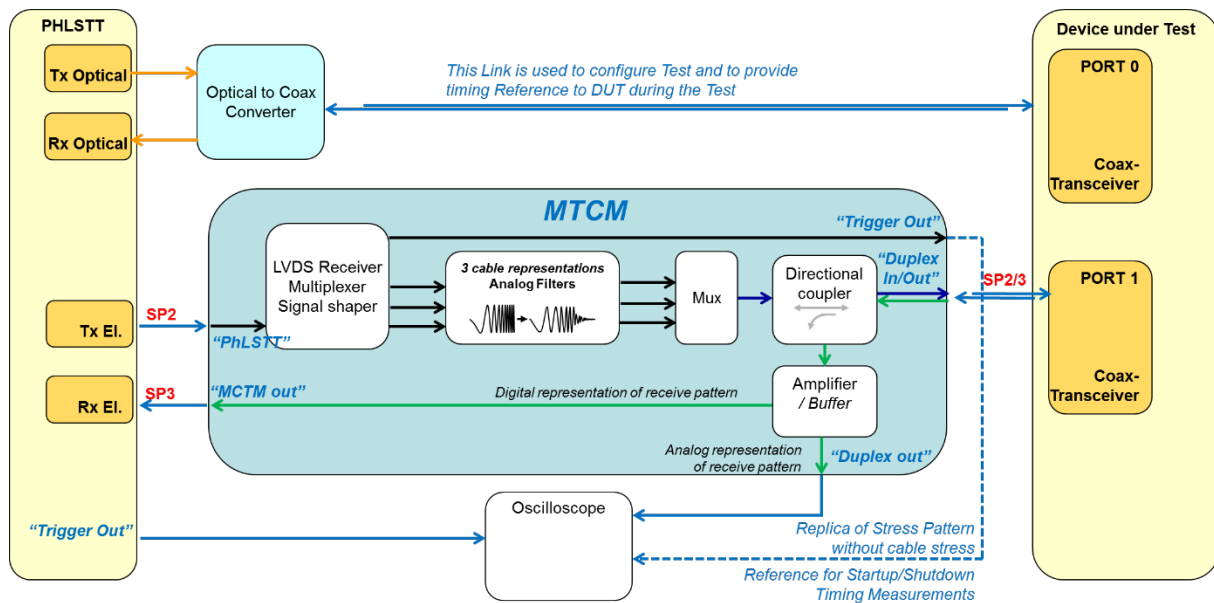 PHLSTT
Tx Optical
Rx Optical
Optical to Coax
Converter
This Link is used to configure Test and to provide
timing Reference to DUT during the Test
Device under Test
PORT 0
Coax-
Transceiver
MTCM
“Trigger Out”
LVDS Receiver
Multiplexer
Signal shaper
3 cable representations
Analog Filters
Mux
Directional
coupler
“Duplex
In/Out”
SP2/3
PORT 1
Coax-
Transceiver
Tx El.
SP2
“PhLSTT”
Rx El.
SP3
“MCTM out”
Digital representation of receive pattern
Amplifier
/ Buffer
Analog representation
of receive pattern
“Duplex out”
Oscilloscope
“Trigger Out”
Replica of Stress Pattern
without cable stress
Reference for Startup/Shutdown
Timing Measurements